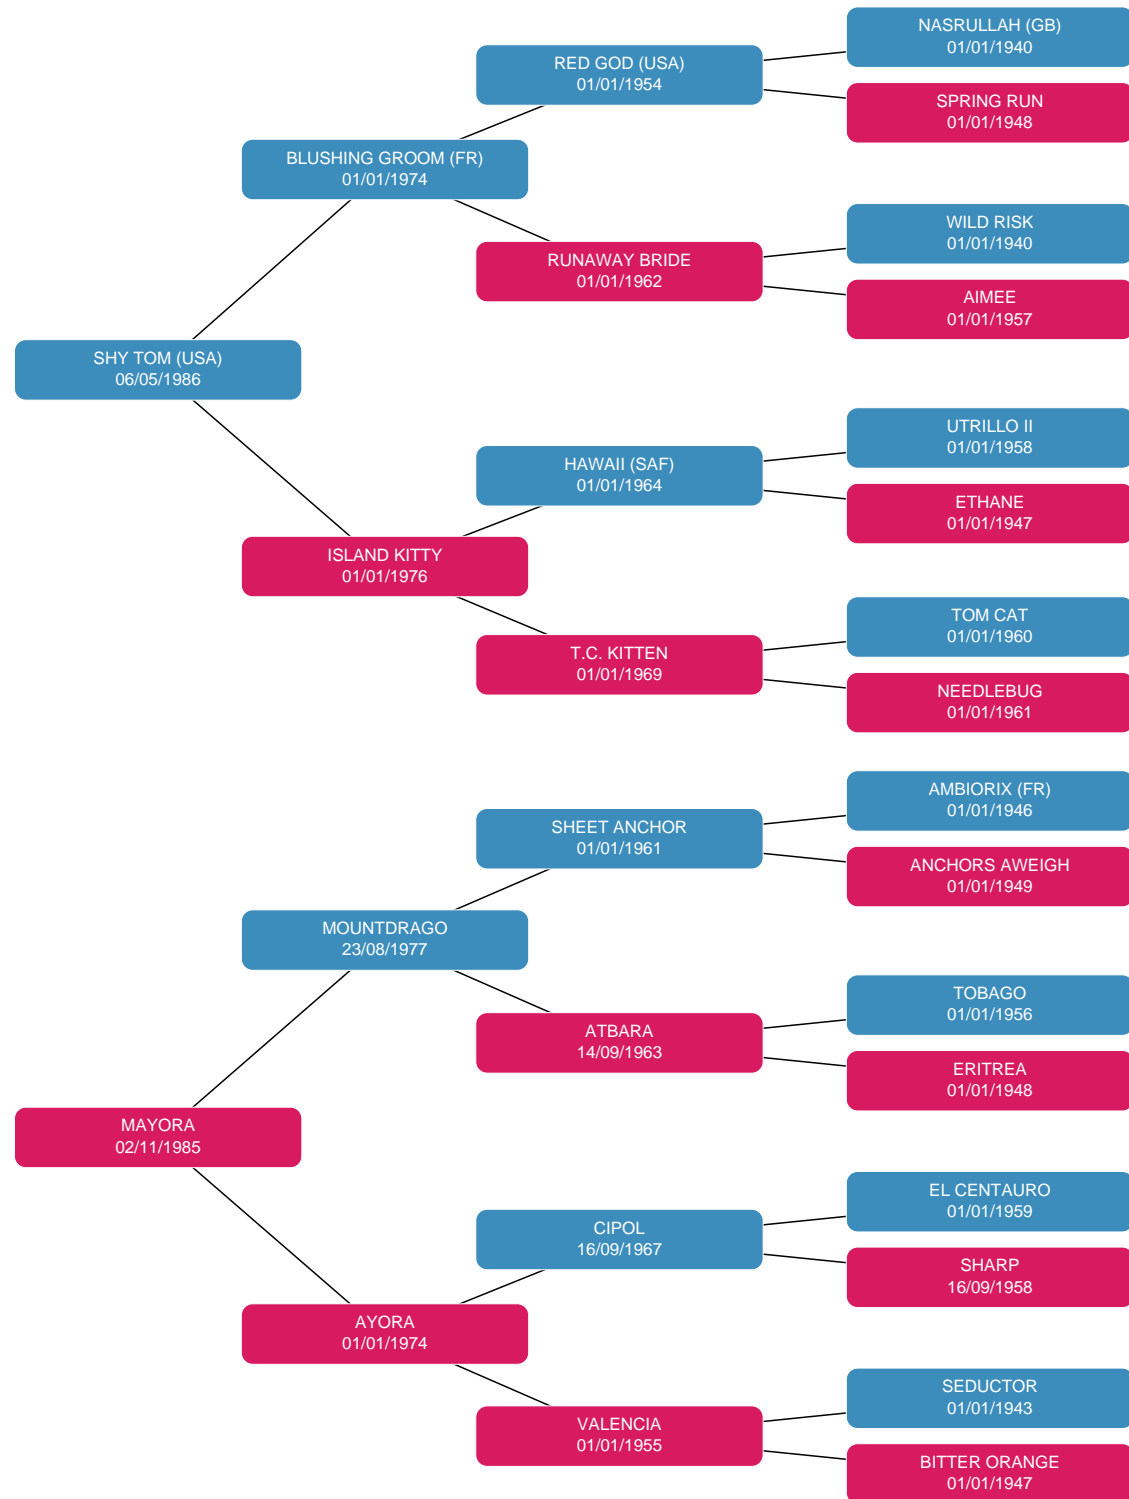 NASRULLAH (GB)
01/01/1940
RED GOD (USA)
01/01/1954
SPRING RUN
01/01/1948
BLUSHING GROOM (FR)
01/01/1974
WILD RISK
01/01/1940
RUNAWAY BRIDE
01/01/1962
AIMEE
01/01/1957
SHY TOM (USA)
06/05/1986
UTRILLO II
01/01/1958
HAWAII (SAF)
01/01/1964
ETHANE
01/01/1947
ISLAND KITTY
01/01/1976
TOM CAT
01/01/1960
T.C. KITTEN
01/01/1969
NEEDLEBUG
01/01/1961
AMBIORIX (FR)
01/01/1946
SHEET ANCHOR
01/01/1961
ANCHORS AWEIGH
01/01/1949
MOUNTDRAGO
23/08/1977
TOBAGO
01/01/1956
ATBARA
14/09/1963
ERITREA
01/01/1948
MAYORA
02/11/1985
EL CENTAURO
01/01/1959
CIPOL
16/09/1967
SHARP
16/09/1958
AYORA
01/01/1974
SEDUCTOR
01/01/1943
VALENCIA
01/01/1955
BITTER ORANGE
01/01/1947